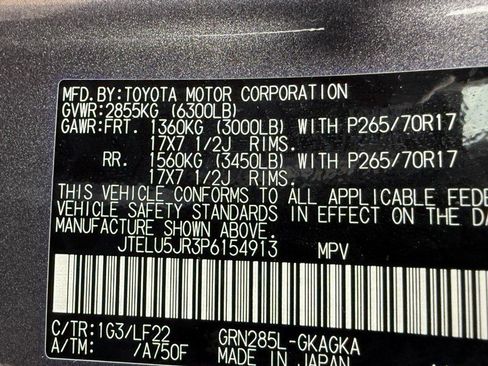 MFD.BY:TOYOTA MOTOR CORPORATION
GVWR:2855KG (6300LB)
GAWR:FRT. 1360KG (3000LB) WITH P265/70R17
17X7 1/2J RIMS.
RR. 1560KG (3450LB) WITH P265/70R17
17X7 1/2J RIMS.
THIS VEHICLE CONFORMS TO ALL APPLICABLE FEDE
VEHICLE SAFETY STANDARDS IN EFFECT ON THE DA
MANUFACTURE SHOWN ABOVE.
JTELU5JR3P6154913 MPV
C/TR:1G3/LF22 GRN285L-GKAGKA
A/TM: /A750F MADE IN JAPAN